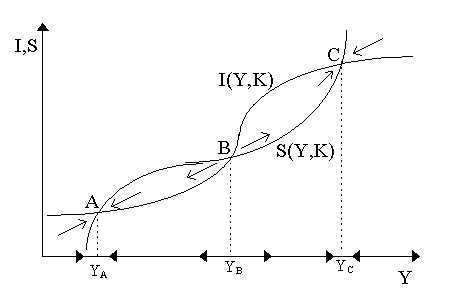 I,S
C
I(Y,K)
B
S(Y,K)
A
Y_A
Y_B
Y_C
Y